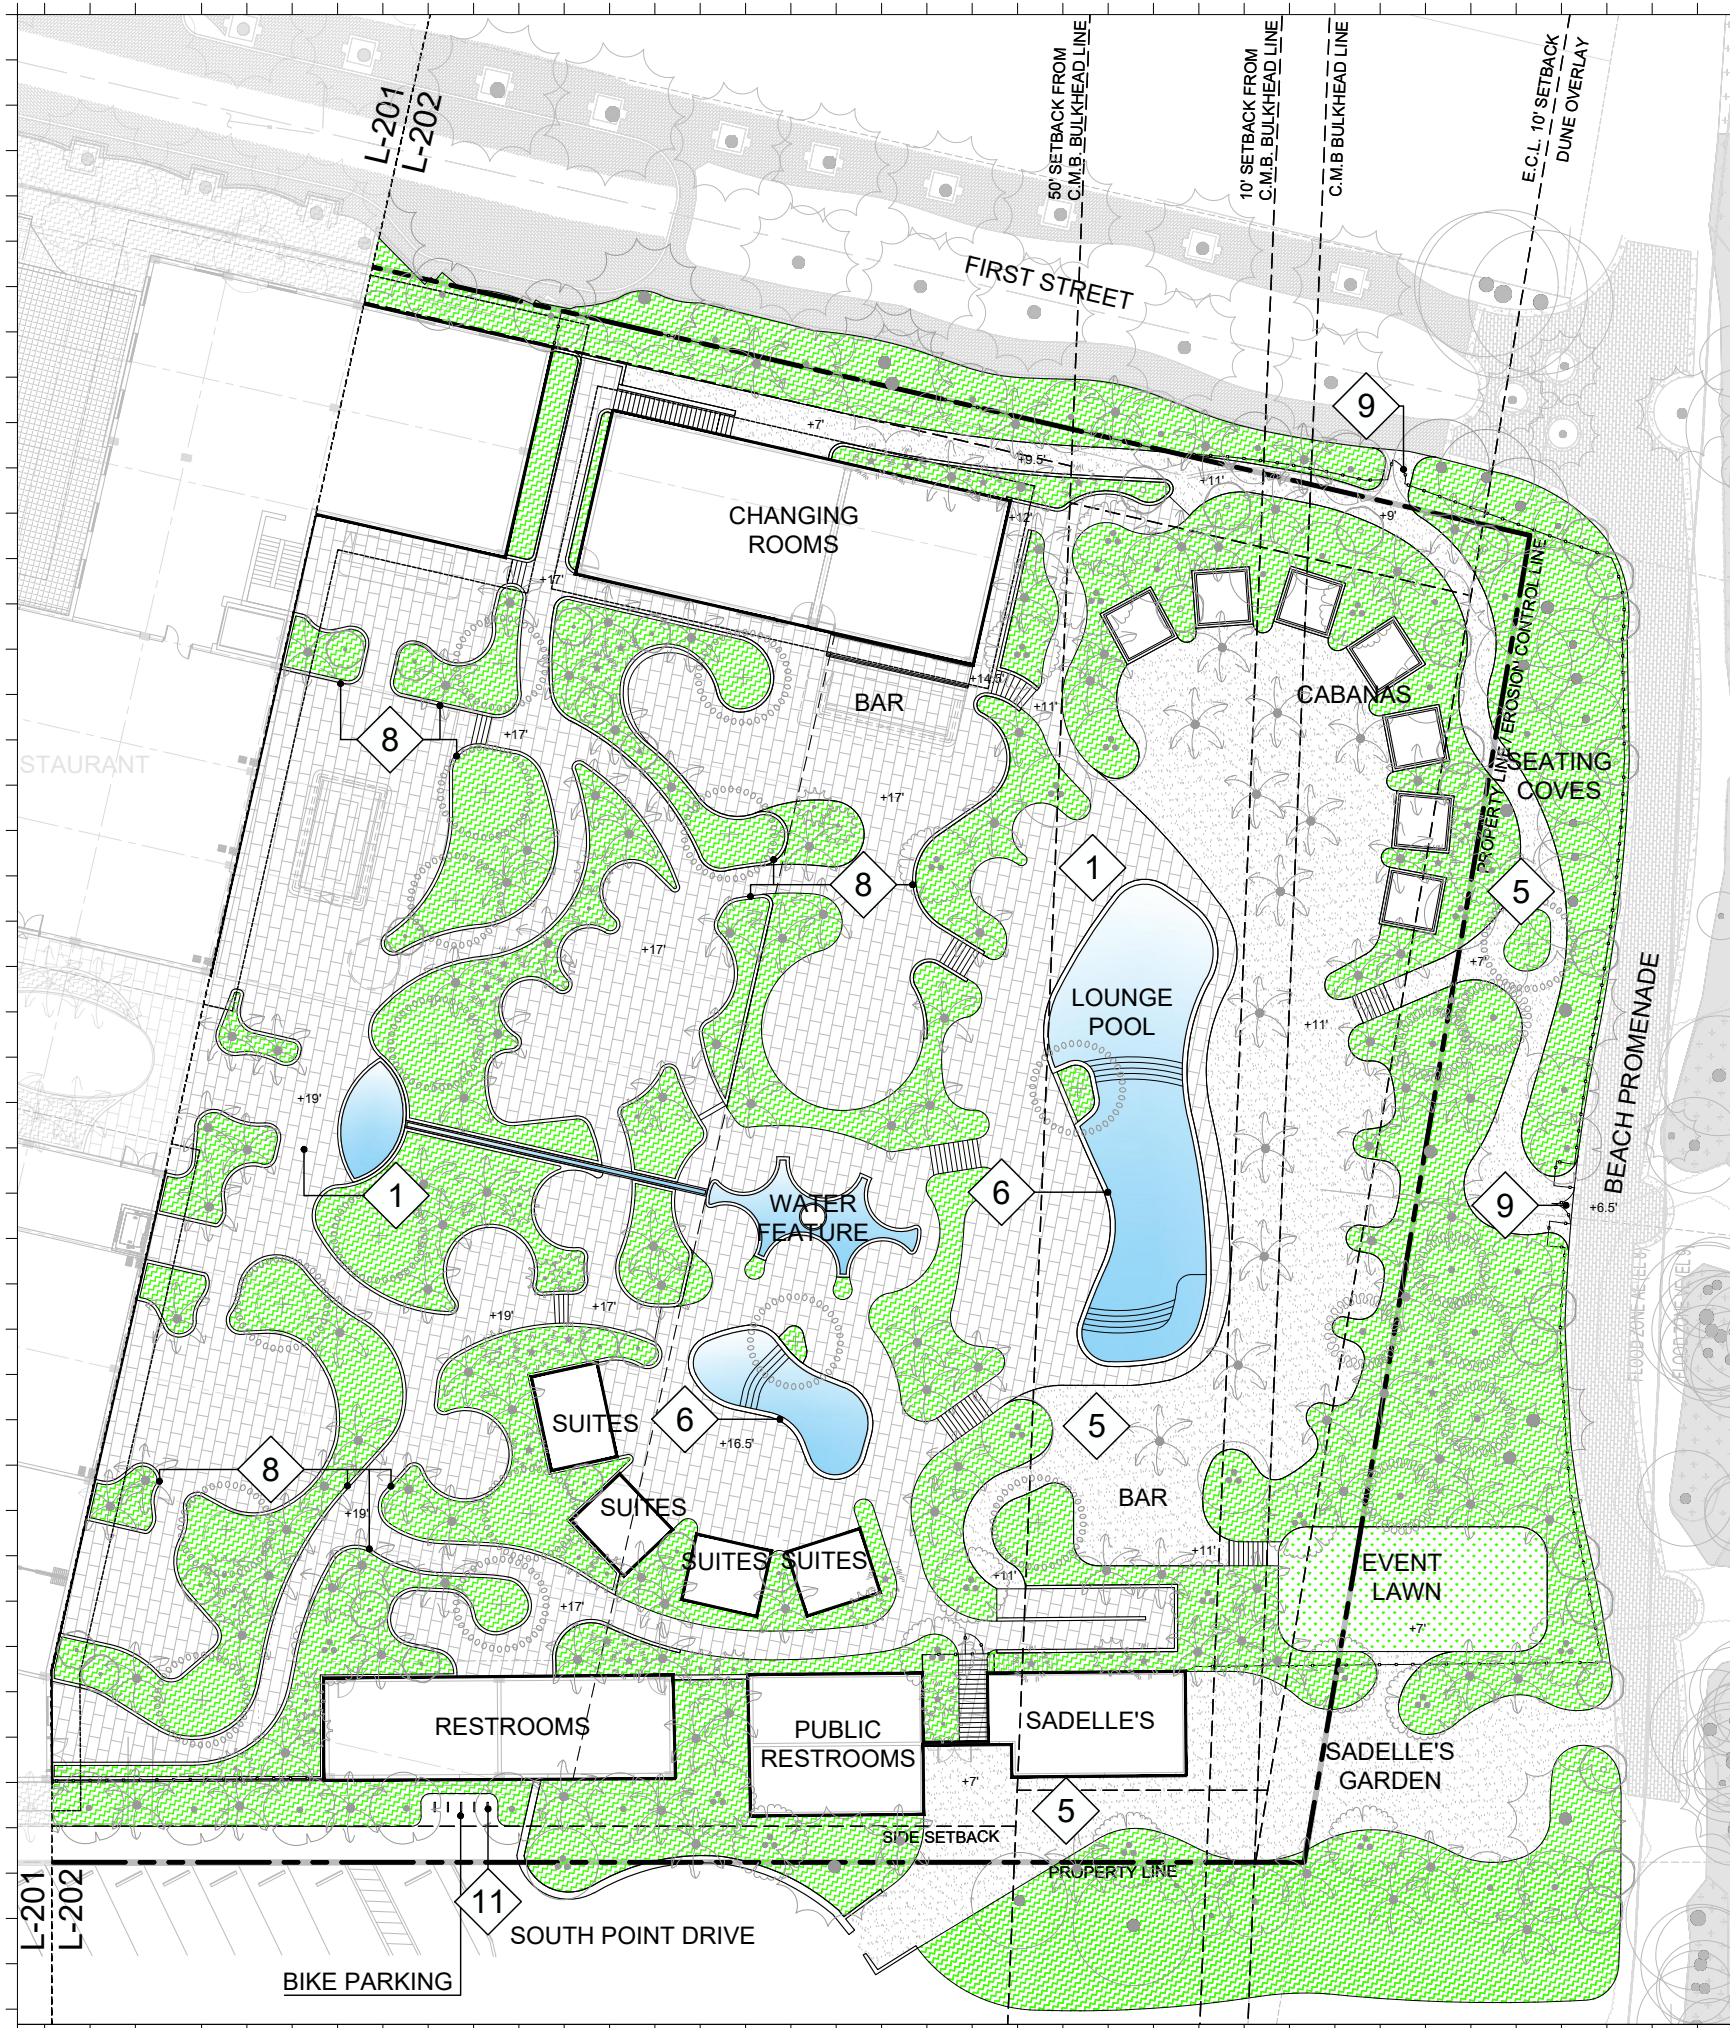 L-201
L-202
50' SETBACK FROM
C.M.B. BULKHEAD LINE
10' SETBACK FROM
C.M.B. BULKHEAD LINE
C.M.B BULKHEAD LINE
E.C.L. 10' SETBACK
DUNE OVERLAY
FIRST STREET
9
+7'
+9.5'
+11'
+9'
+12'
CHANGING
ROOMS
+17'
PROPERTY LINE / EROSION CONTROL LINE
+14.5'
+11'
BAR
CABANAS
8
+17'
STAURANT
SEATING
COVES
+17'
1
8
5
+17'
+7'
LOUNGE
POOL
+11'
BEACH PROMENADE
+19'
1
6
9
+6.5'
WATER
FEATURE
+19'
+17'
SUITES
6
5
+16.5'
8
BAR
SUITES
+19'
+11'
SUITES
SUITES
EVENT
LAWN
+11'
+17'
+7'
RESTROOMS
PUBLIC
RESTROOMS
SADELLE'S
SADELLE'S
GARDEN
+7'
5
SIDE SETBACK
PROPERTY LINE
L-201
L-202
11
SOUTH POINT DRIVE
BIKE PARKING